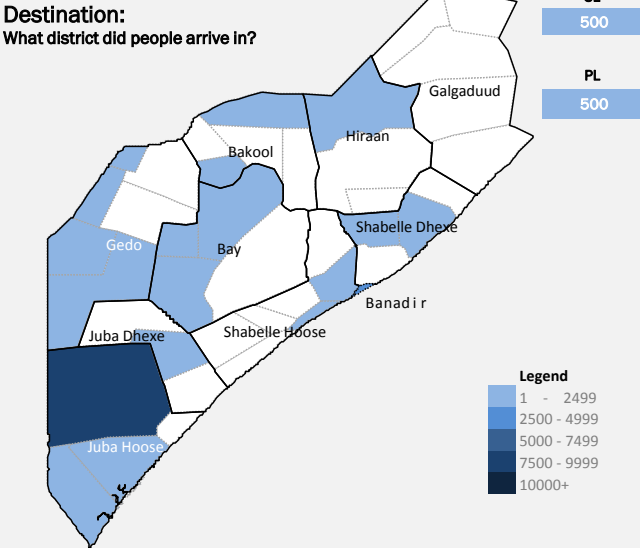 Destination:
What district did people arrive in?
500
PL
500
Galgaduud
Hiraan
Bakool
Shabelle Dhexe
Gedo
Bay
Banadir
Juba Dhexe
Shabelle Hoose
Juba Hoose
Legend
1 - 2499
2500 - 4999
5000 - 7499
7500 - 9999
10000+